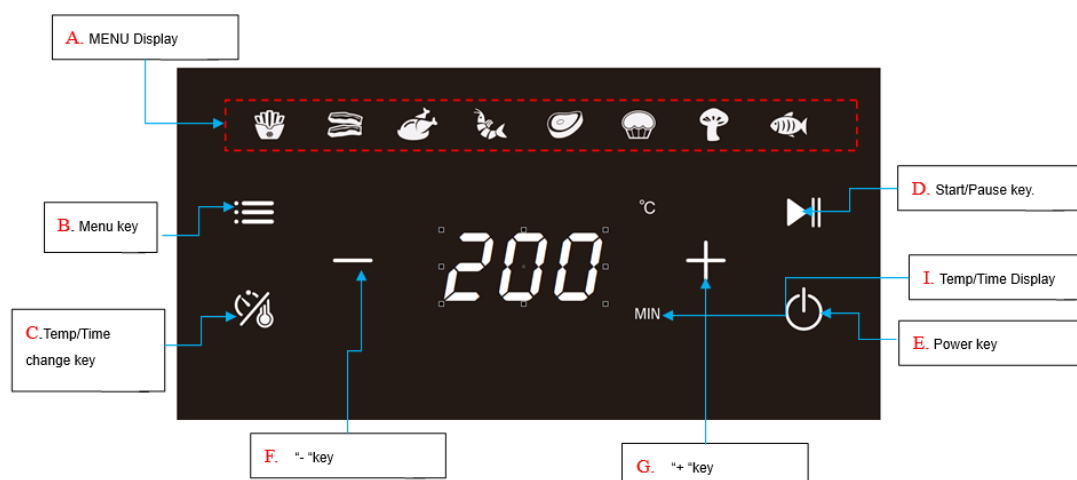 A. MENU Display
B. Menu key
°C
D. Start/Pause key.
200
I. Temp/Time Display
MIN
C.Temp/Time
change key
E. Power key
F. “- “key
G. “+ “key